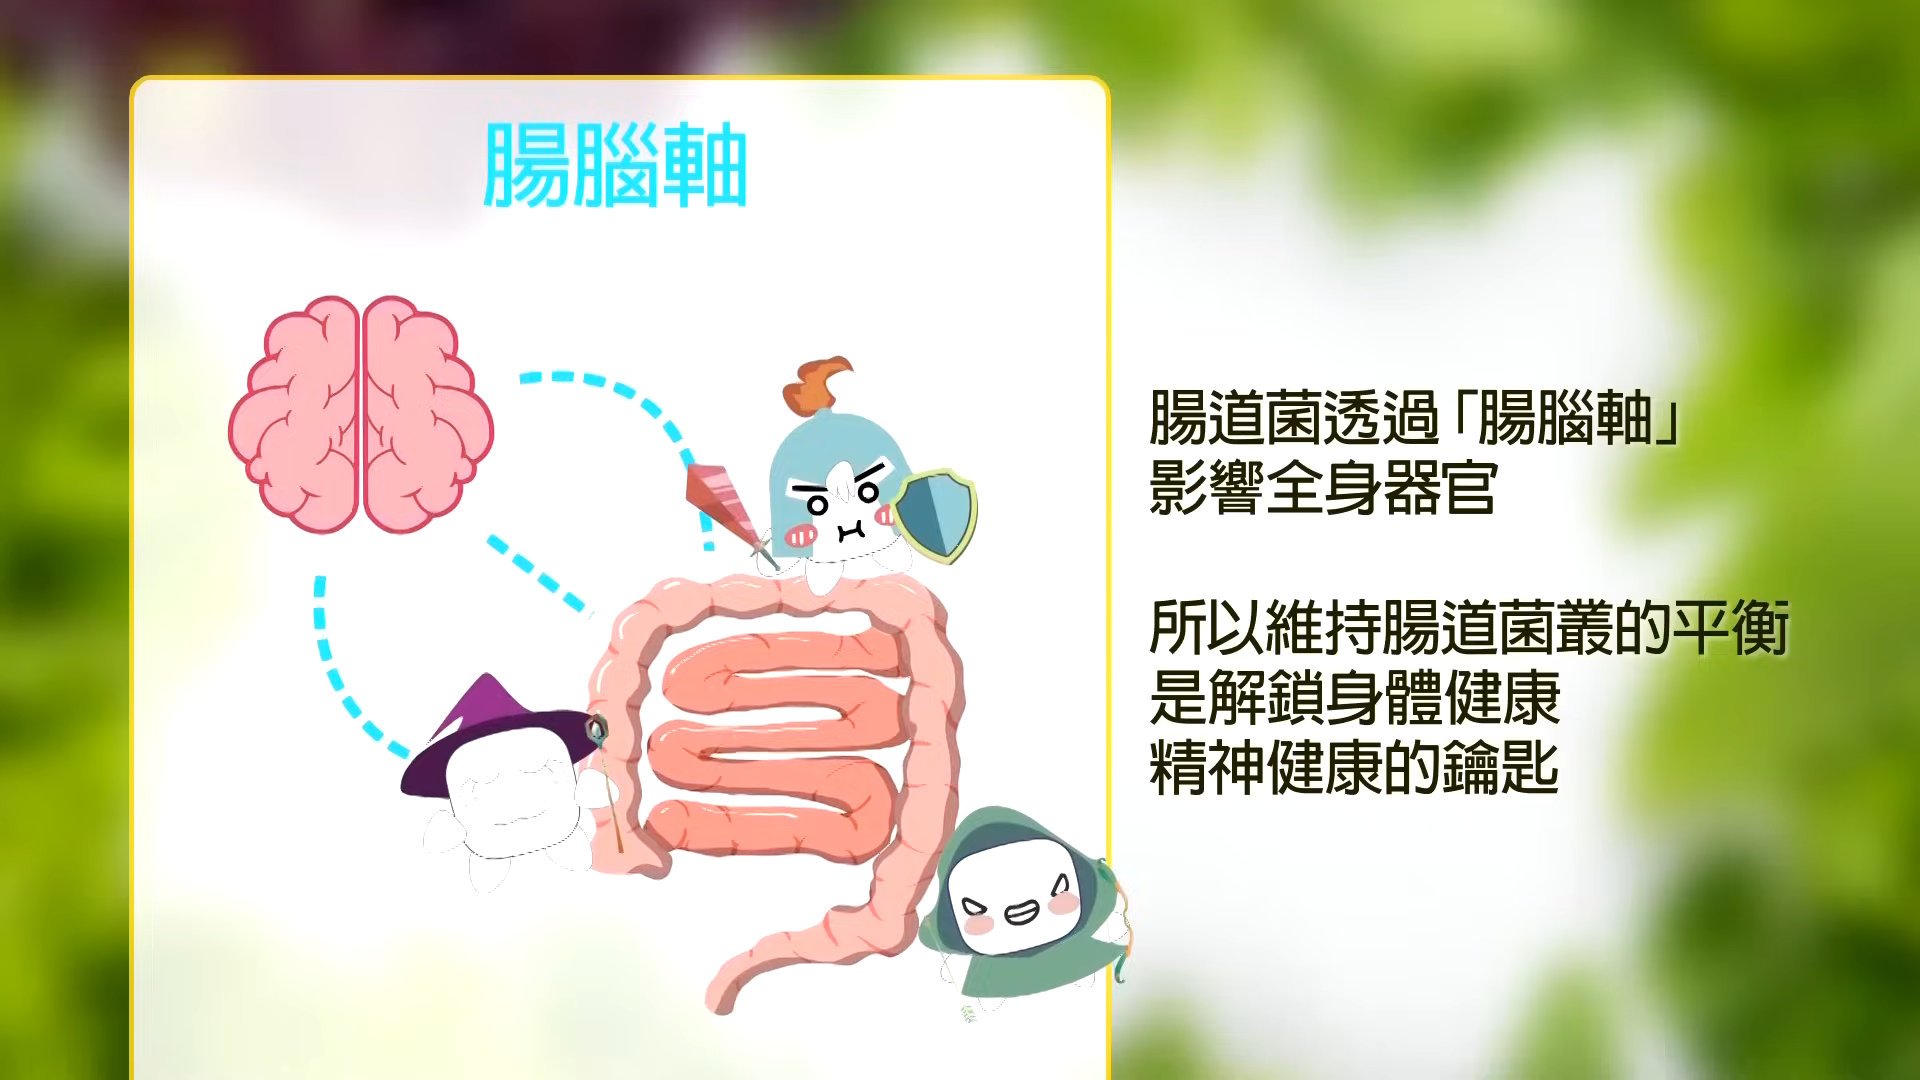 腸腦軸
腸道菌透過「腸腦軸」
影響全身器官
所以維持腸道菌叢的平衡
是解鎖身體健康
精神健康的鑰匙